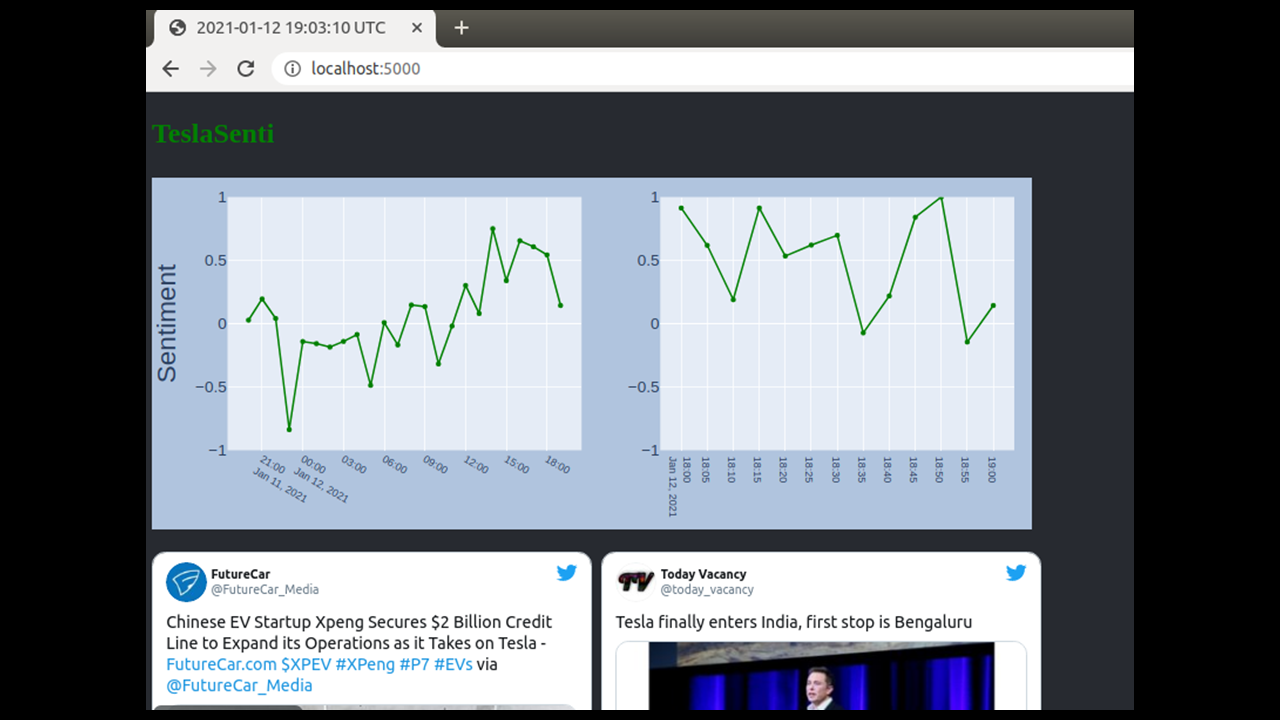 2021-01-12 19:03:10 UTC
localhost:5000
TeslaSenti
Sentiment
1
0.5
0
−0.5
−1
21:00
Jan 11, 2021
00:00
Jan 12, 2021
03:00
06:00
09:00
12:00
15:00
18:00
1
0.5
0
−0.5
−1
18:00
Jan 12, 2021
18:05
18:10
18:15
18:20
18:25
18:30
18:35
18:40
18:45
18:50
18:55
19:00
FutureCar
@FutureCar_Media
Chinese EV Startup Xpeng Secures $2 Billion Credit
Line to Expand its Operations as it Takes on Tesla -
FutureCar.com $XPEV #XPeng #P7 #EVs via
@FutureCar_Media
TV
Today Vacancy
@today_vacancy
Tesla finally enters India, first stop is Bengaluru